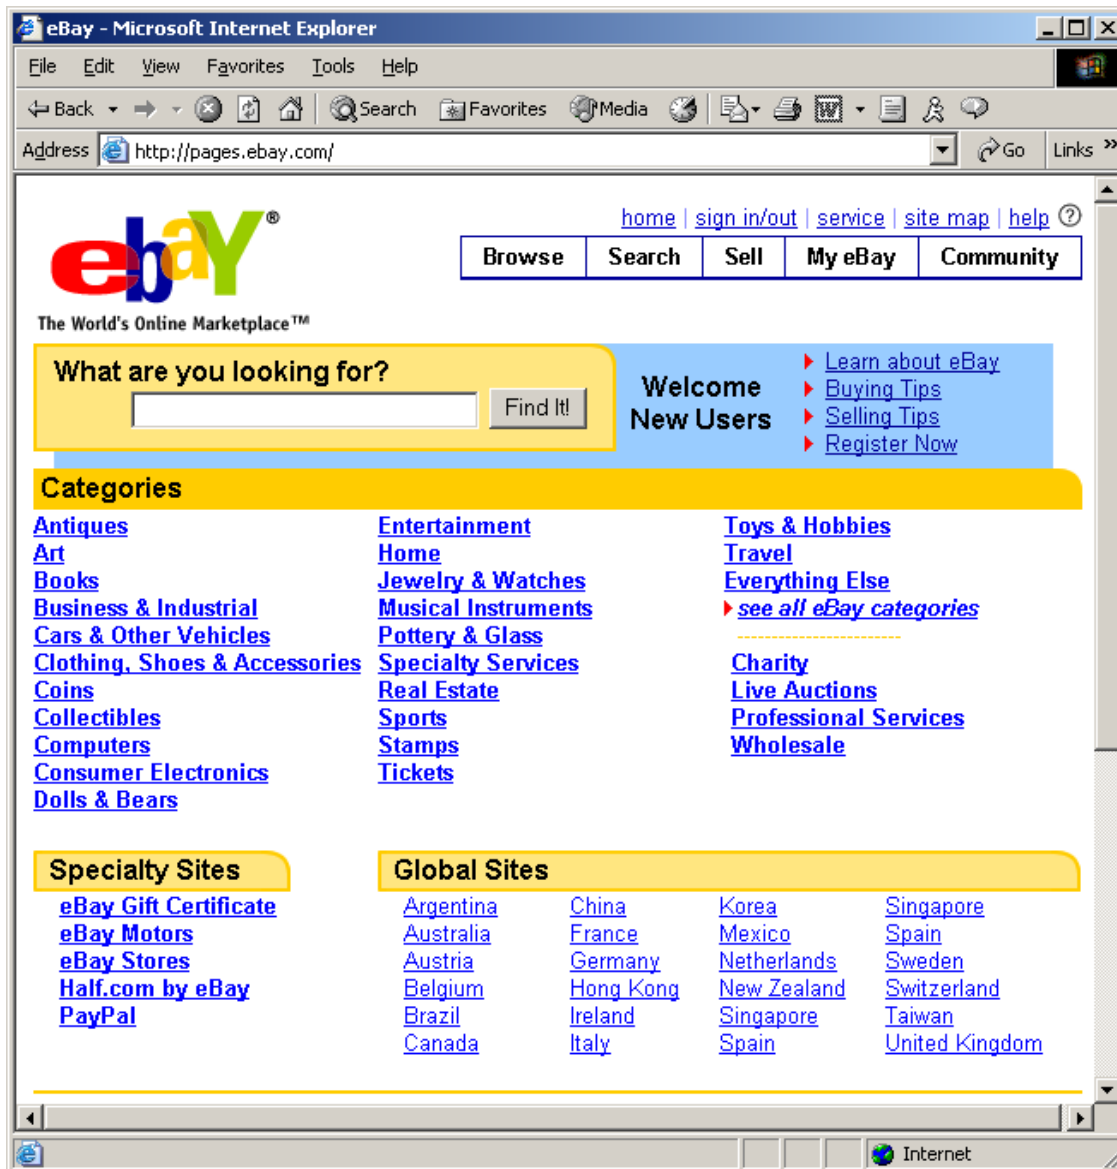 eBay - Microsoft Internet Explorer
File Edit View Favorites Tools Help
Back Search Favorites Media
Address http://pages.ebay.com/ Go Links »
ebaY®
The World's Online Marketplace™
home | sign in/out | service | site map | help ?
Browse Search Sell My eBay Community
What are you looking for?
Find It!
Welcome
New Users
Learn about eBay
Buying Tips
Selling Tips
Register Now
Categories
Antiques
Art
Books
Business & Industrial
Cars & Other Vehicles
Clothing, Shoes & Accessories
Coins
Collectibles
Computers
Consumer Electronics
Dolls & Bears
Entertainment
Home
Jewelry & Watches
Musical Instruments
Pottery & Glass
Specialty Services
Real Estate
Sports
Stamps
Tickets
Toys & Hobbies
Travel
Everything Else
see all eBay categories
------------------------
Charity
Live Auctions
Professional Services
Wholesale
Specialty Sites
eBay Gift Certificate
eBay Motors
eBay Stores
Half.com by eBay
PayPal
Global Sites
Argentina China Korea Singapore
Australia France Mexico Spain
Austria Germany Netherlands Sweden
Belgium Hong Kong New Zealand Switzerland
Brazil Ireland Singapore Taiwan
Canada Italy Spain United Kingdom
Internet